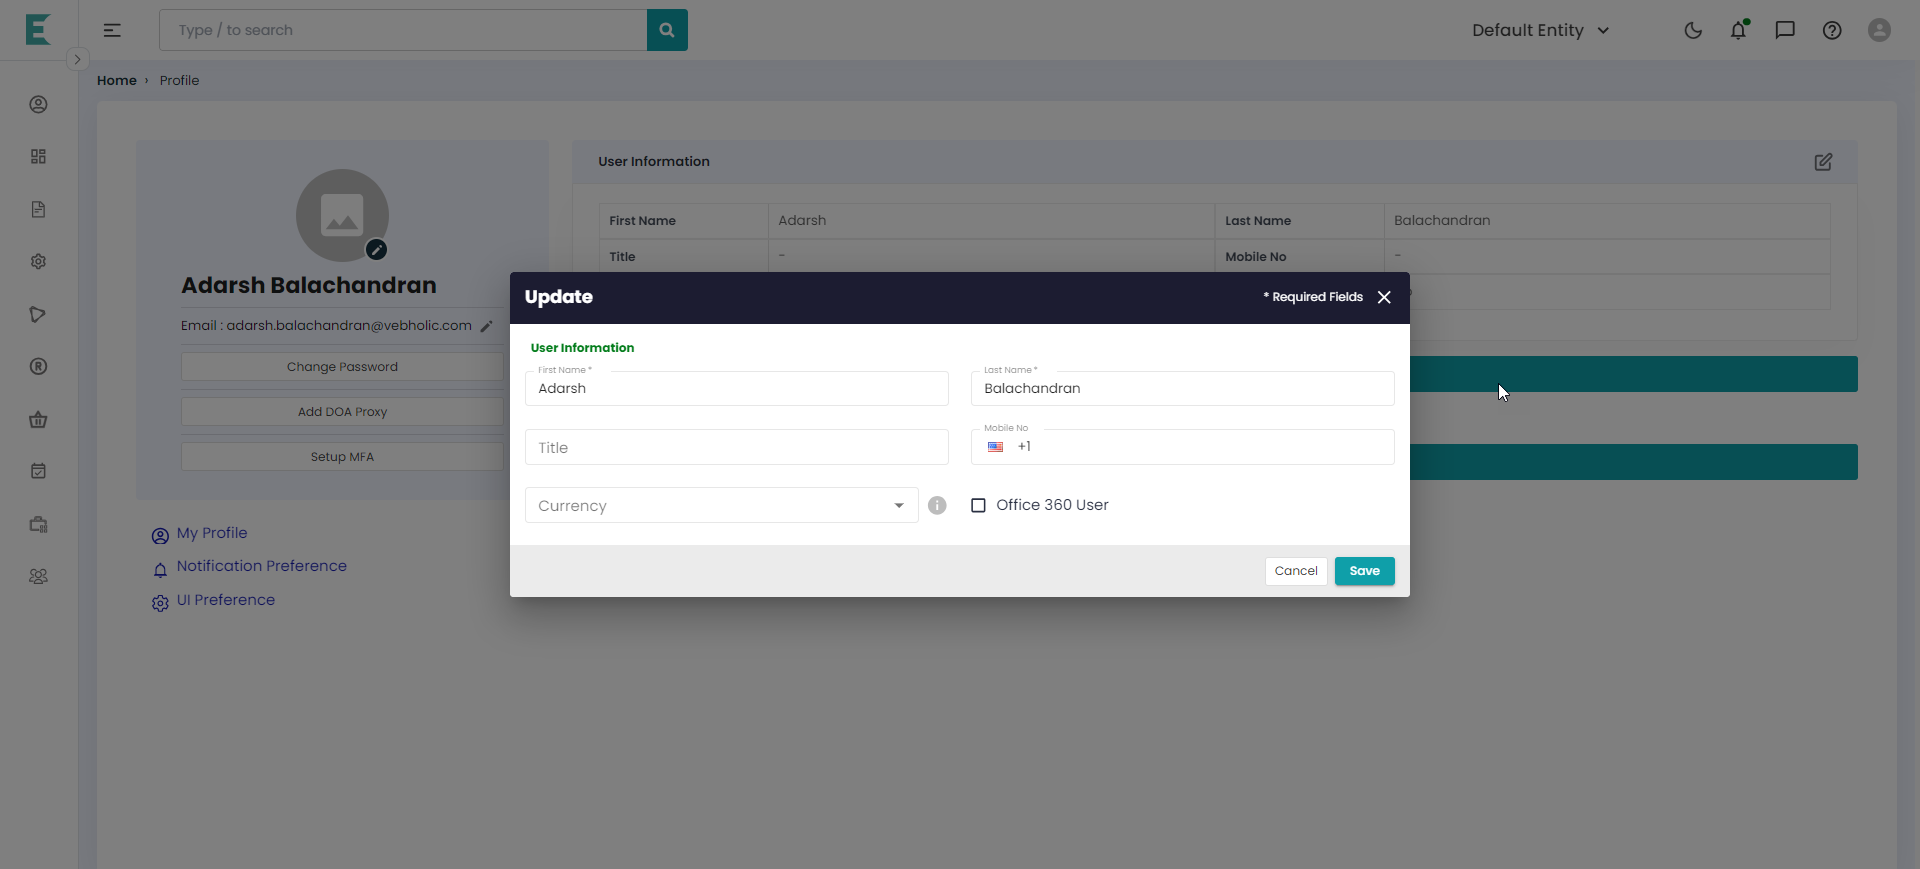 E
Type / to search
Default Entity
Home › Profile
Adarsh Balachandran
Email : adarsh.balachandran@vebholic.com
Change Password
Add DOA Proxy
Setup MFA
My Profile
Notification Preference
UI Preference
User Information
First Name Adarsh Last Name Balachandran
Title - Mobile No -
Update
* Required Fields
User Information
First Name *
Adarsh
Last Name *
Balachandran
Title
Mobile No
+1
Currency
Office 360 User
Cancel
Save